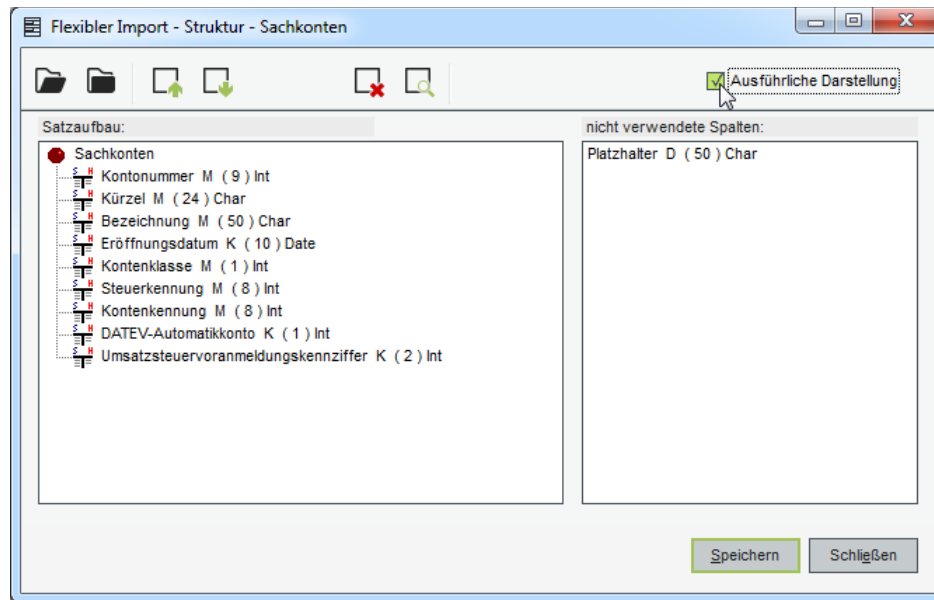 Flexibler Import - Struktur - Sachkonten
Ausführliche Darstellung
Satzaufbau:
Sachkonten
Kontonummer M ( 9 ) Int
Kürzel M ( 24 ) Char
Bezeichnung M ( 50 ) Char
Eröffnungsdatum K ( 10 ) Date
Kontenklasse M ( 1 ) Int
Steuerkennung M ( 8 ) Int
Kontenkennung M ( 8 ) Int
DATEV-Automatikkonto K ( 1 ) Int
Umsatzsteuervoranmeldungskennziffer K ( 2 ) Int
nicht verwendete Spalten:
Platzhalter D ( 50 ) Char
Speichern
Schließen